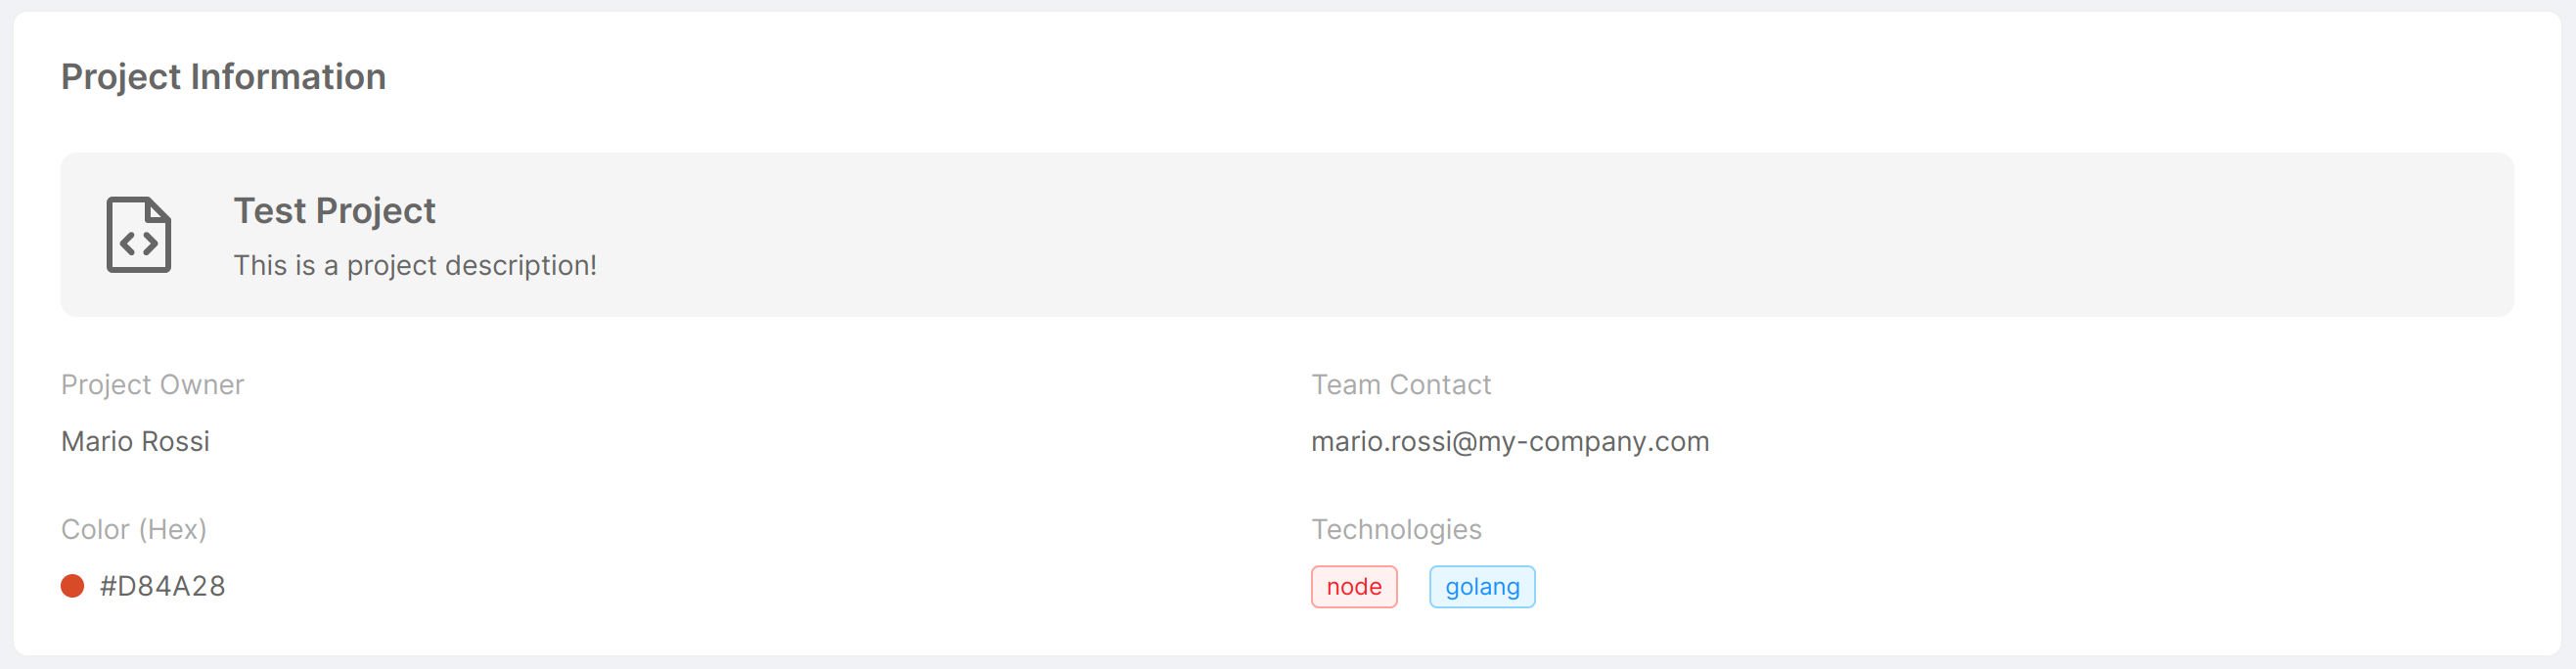 Project Information
Test Project
This is a project description!
Project Owner
Mario Rossi
Team Contact
mario.rossi@my-company.com
Color (Hex)
#D84A28
Technologies
node golang